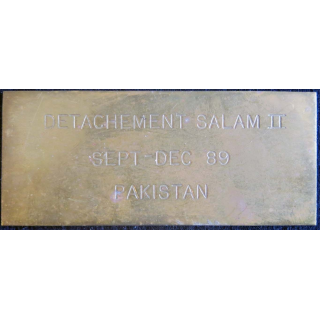 DETACHEMENT SALAM II
SEPT-DEC 89
PAKISTAN